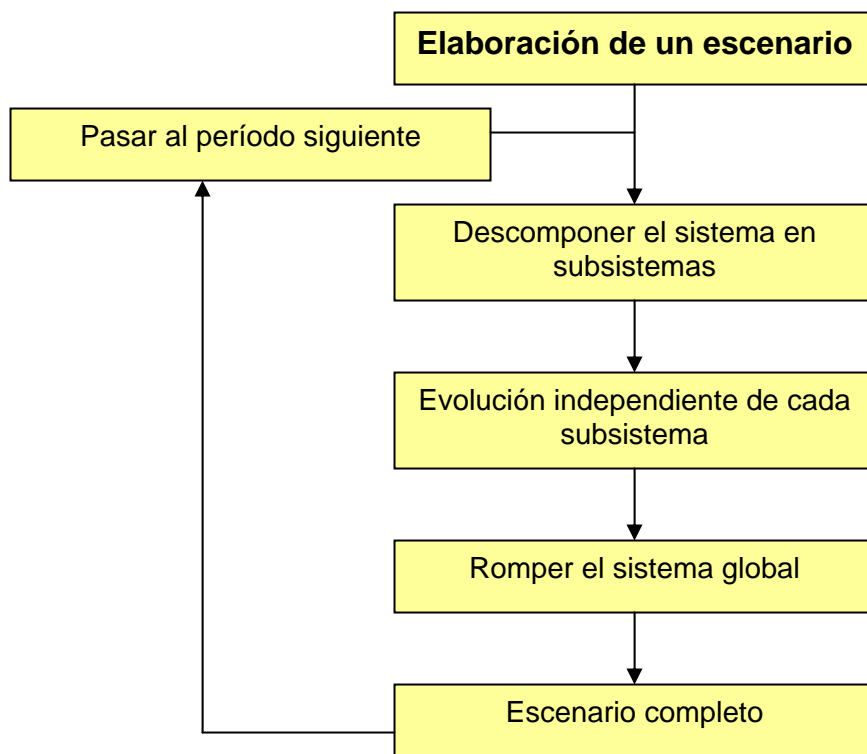 Elaboración de un escenario
Pasar al período siguiente
Descomponer el sistema en
subsistemas
Evolución independiente de cada
subsistema
Romper el sistema global
Escenario completo